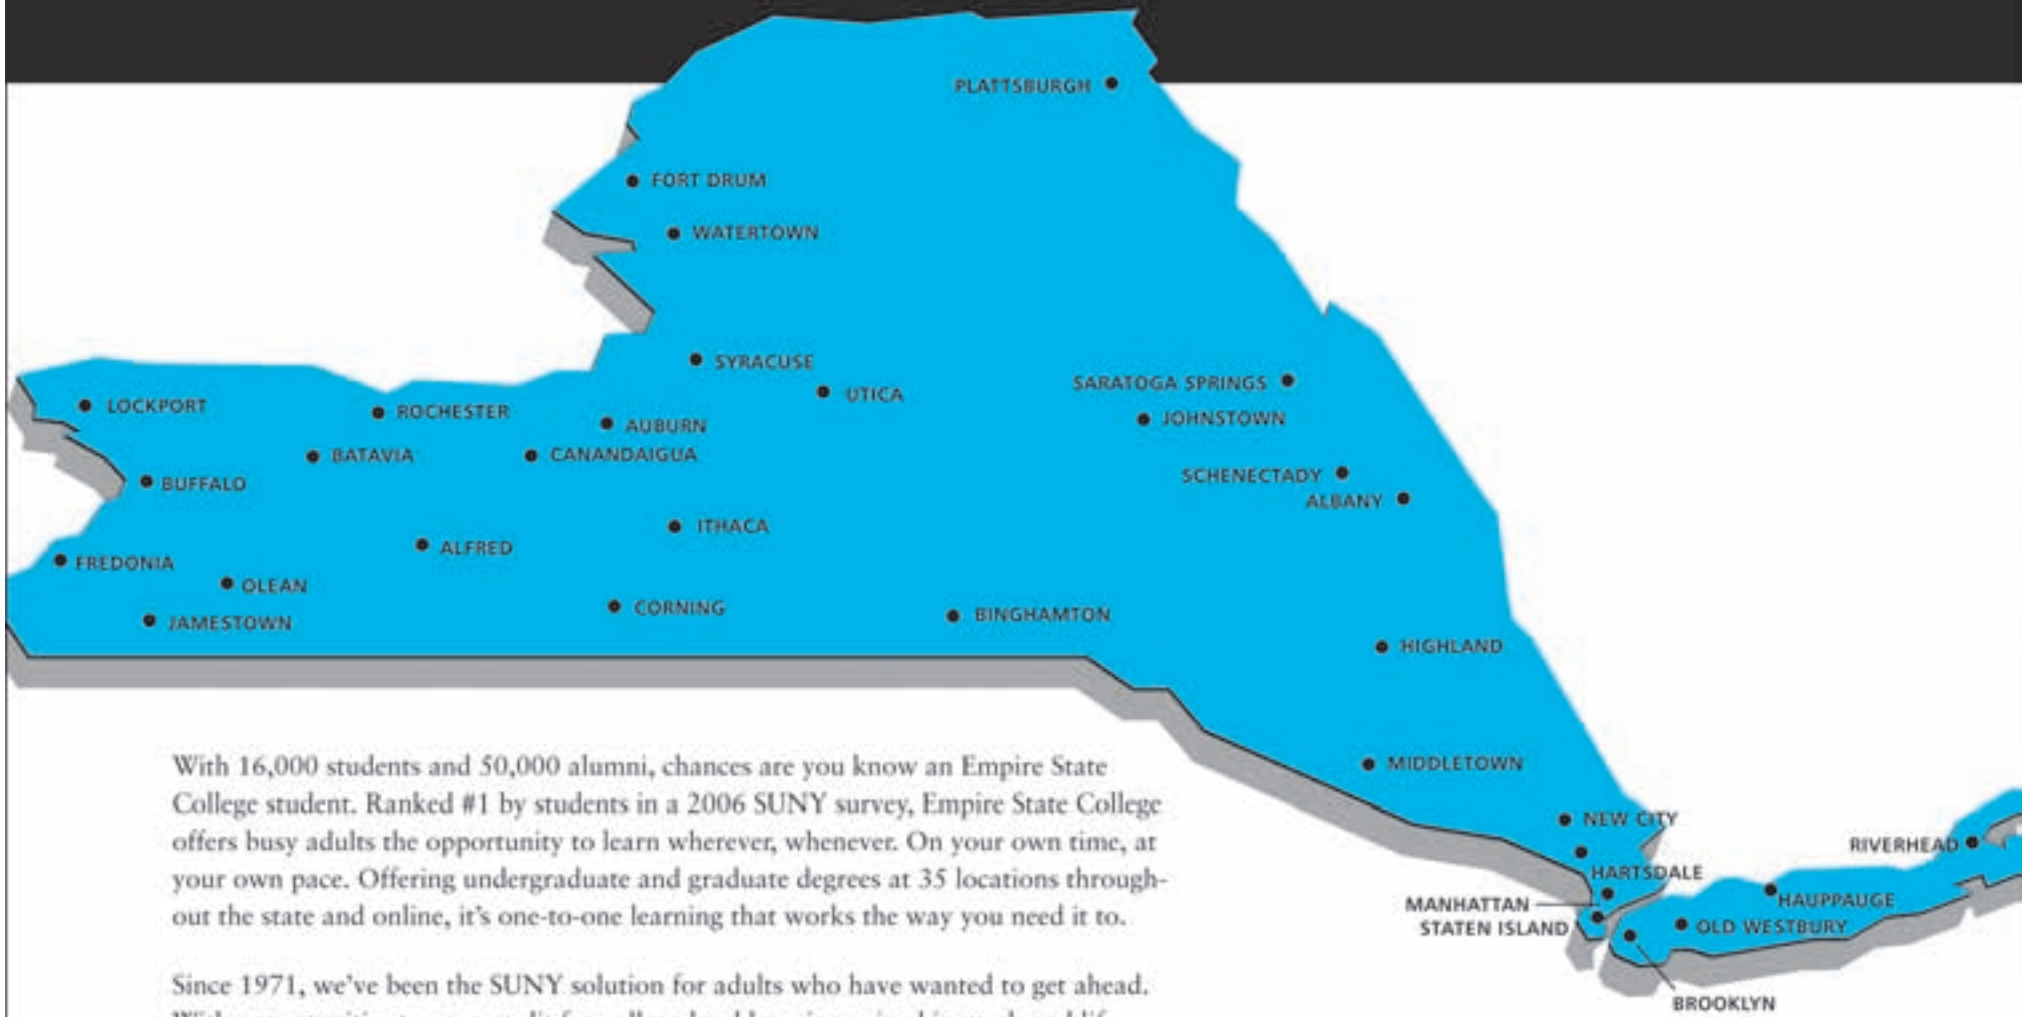 PLATTSBURGH
FORT DRUM
WATERTOWN
SYRACUSE
UTICA
SARATOGA SPRINGS
LOCKPORT
ROCHESTER
AUBURN
JOHNSTOWN
BATAVIA
CANANDAIGUA
BUFFALO
SCHENECTADY
ALBANY
ITHACA
ALFRED
FREDONIA
OLEAN
CORNING
BINGHAMTON
JAMESTOWN
HIGHLAND
MIDDLETOWN
NEW CITY
RIVERHEAD
HARTSDALE
MANHATTAN
HAUPPAUGE
STATEN ISLAND
OLD WESTBURY
BROOKLYN
With 16,000 students and 50,000 alumni, chances are you know an Empire State
College student. Ranked #1 by students in a 2006 SUNY survey, Empire State College
offers busy adults the opportunity to learn wherever, whenever. On your own time, at
your own pace. Offering undergraduate and graduate degrees at 35 locations through-
out the state and online, it's one-to-one learning that works the way you need it to.
Since 1971, we've been the SUNY solution for adults who have wanted to get ahead.